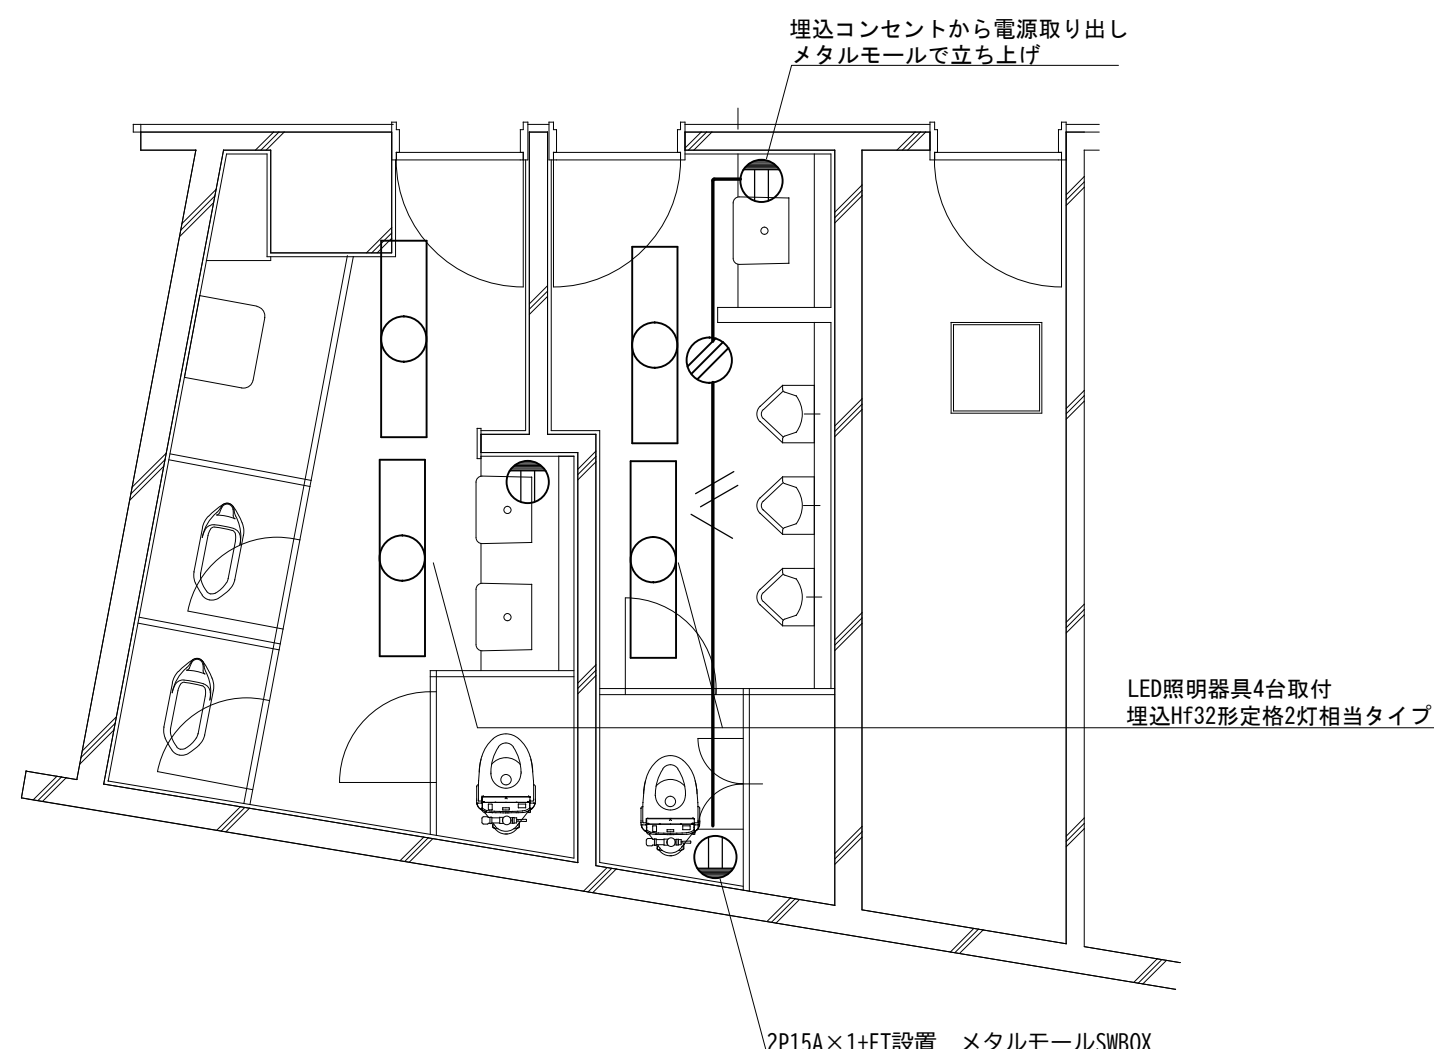 埋込コンセントから電源取り出し
メタルモールで立ち上げ
LED照明器具4台取付
埋込Hf32形定格2灯相当タイプ
2P15A×1+ET設置　メタルモールSWBOX